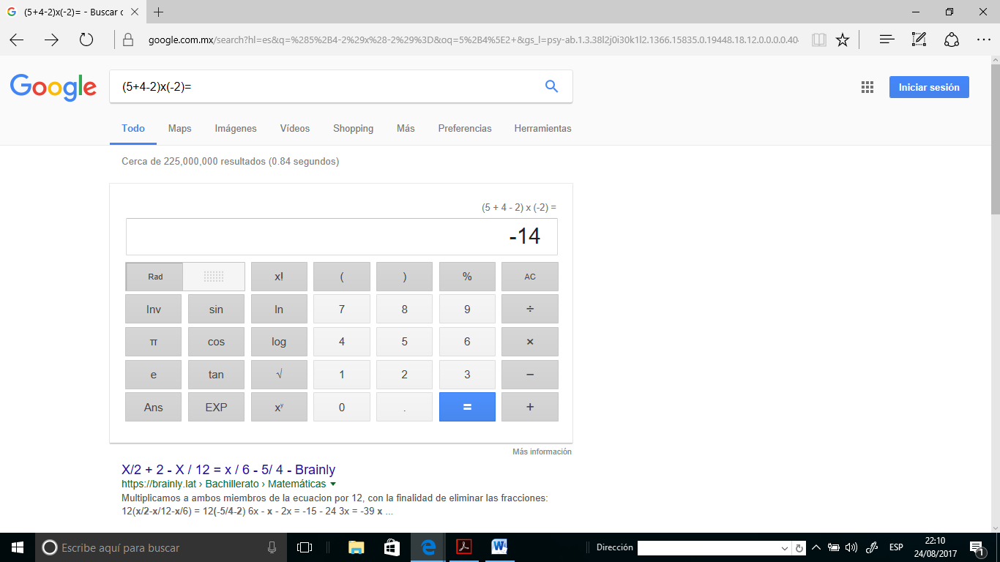 (5+4-2)x(-2)= - Buscar c
google.com.mx/search?hl=es&q=%285%2B4-2%29x%28-2%29%3D&oq=5%2B4%5E2+&gs_l=psy-ab.1.3.38l2j0i30k1l2.1366.15835.0.19448.18.12.0.0.0.0.40
Google
(5+4-2)x(-2)=
Iniciar sesión
Todo Maps Imágenes Vídeos Shopping Más Preferencias Herramientas
Cerca de 225,000,000 resultados (0.84 segundos)
(5 + 4 - 2) x (-2) =
-14
Rad x! ( ) % AC
Inv sin ln 7 8 9 ÷
π cos log 4 5 6 ×
e tan √ 1 2 3 −
Ans EXP xʸ 0 . = +
Más información
X/2 + 2 - X / 12 = x / 6 - 5/ 4 - Brainly
https://brainly.lat › Bachillerato › Matemáticas
Multiplicamos a ambos miembros de la ecuacion por 12, con la finalidad de eliminar las fracciones:
12(x/2-x/12-x/6) = 12(-5/4-2) 6x - x - 2x = -15 - 24 3x = -39 x ...
Escribe aquí para buscar
Dirección
ESP
22:10
24/08/2017
1